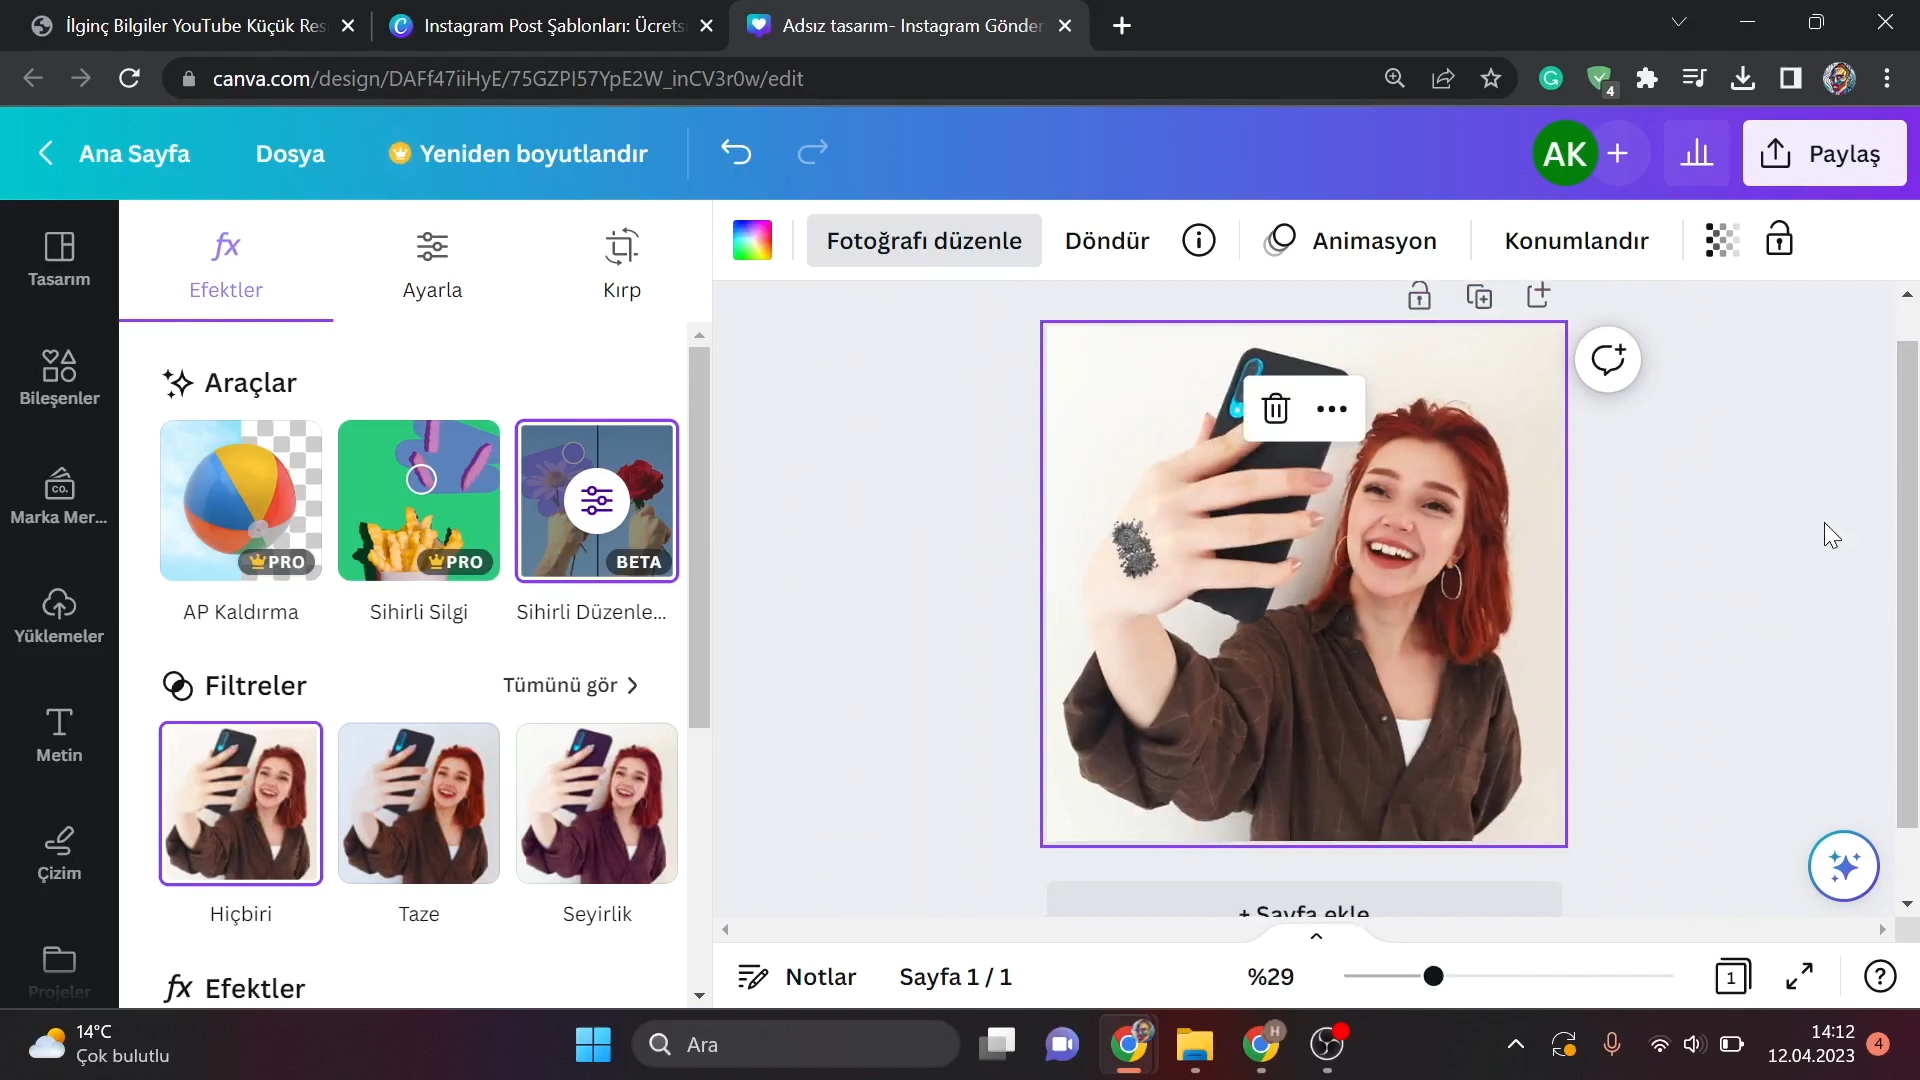 İlginç Bilgiler YouTube Küçük Res
Instagram Post Şablonları: Ücrets
Adsız tasarım- Instagram Gönder
canva.com/design/DAFf47iiHyE/75GZPI57YpE2W_inCV3r0w/edit
4
Ana Sayfa
Dosya
Yeniden boyutlandır
AK
Paylaş
Tasarım
Bileşenler
CO.
Marka Mer...
Yüklemeler
Metin
Çizim
Projeler
fx
Efektler
Ayarla
Kırp
Fotoğrafı düzenle
Döndür
Animasyon
Konumlandır
Araçlar
PRO
PRO
BETA
AP Kaldırma
Sihirli Silgi
Sihirli Düzenle...
Filtreler
Tümünü gör
Hiçbiri
Taze
Seyirlik
fx Efektler
+ Sayfa ekle
Notlar
Sayfa 1 / 1
%29
1
14°C
Çok bulutlu
Ara
H
14:12
12.04.2023
4